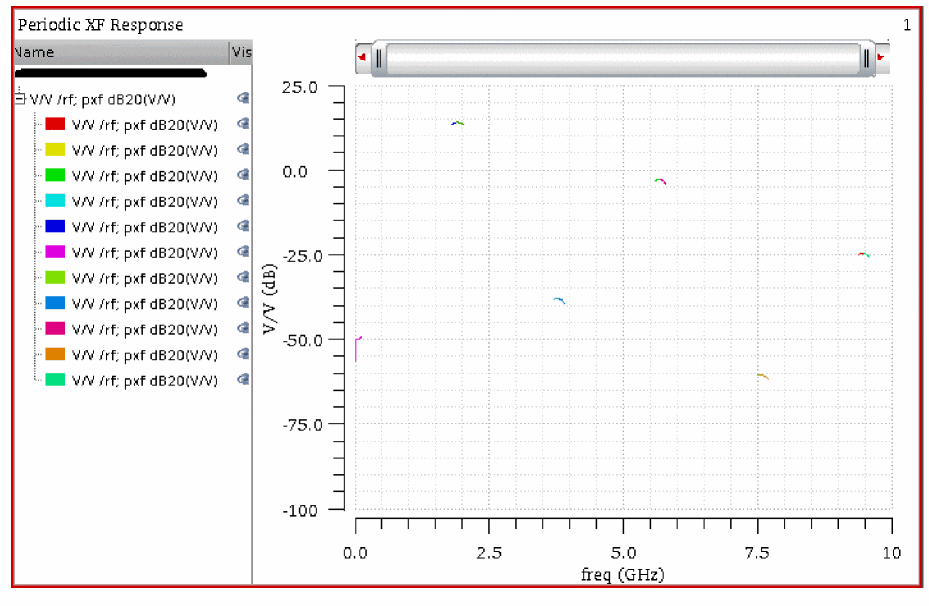 Periodic XF Response
1
Name Vis
V/V /rf; pxf dB20(V/V)
V/V /rf; pxf dB20(V/V)
V/V /rf; pxf dB20(V/V)
V/V /rf; pxf dB20(V/V)
V/V /rf; pxf dB20(V/V)
V/V /rf; pxf dB20(V/V)
V/V /rf; pxf dB20(V/V)
V/V /rf; pxf dB20(V/V)
V/V /rf; pxf dB20(V/V)
V/V /rf; pxf dB20(V/V)
V/V /rf; pxf dB20(V/V)
V/V /rf; pxf dB20(V/V)
25.0
0.0
-25.0
-50.0
-75.0
-100
V/V (dB)
0.0 2.5 5.0 7.5 10
freq (GHz)